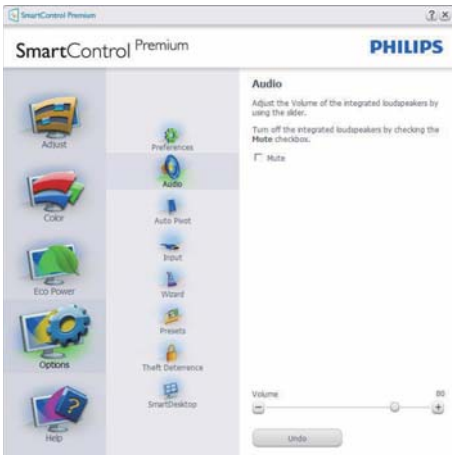 SmartControl Premium
SmartControl Premium
PHILIPS
Adjust
Color
Eco Power
Options
Help
Preferences
Audio
Auto Pivot
Input
Wizard
Presets
Theft Deterrence
SmartDesktop
Audio
Adjust the Volume of the integrated loudspeakers by
using the slider.
Turn off the integrated loudspeakers by checking the
Mute checkbox.
Mute
Volume 80
Undo